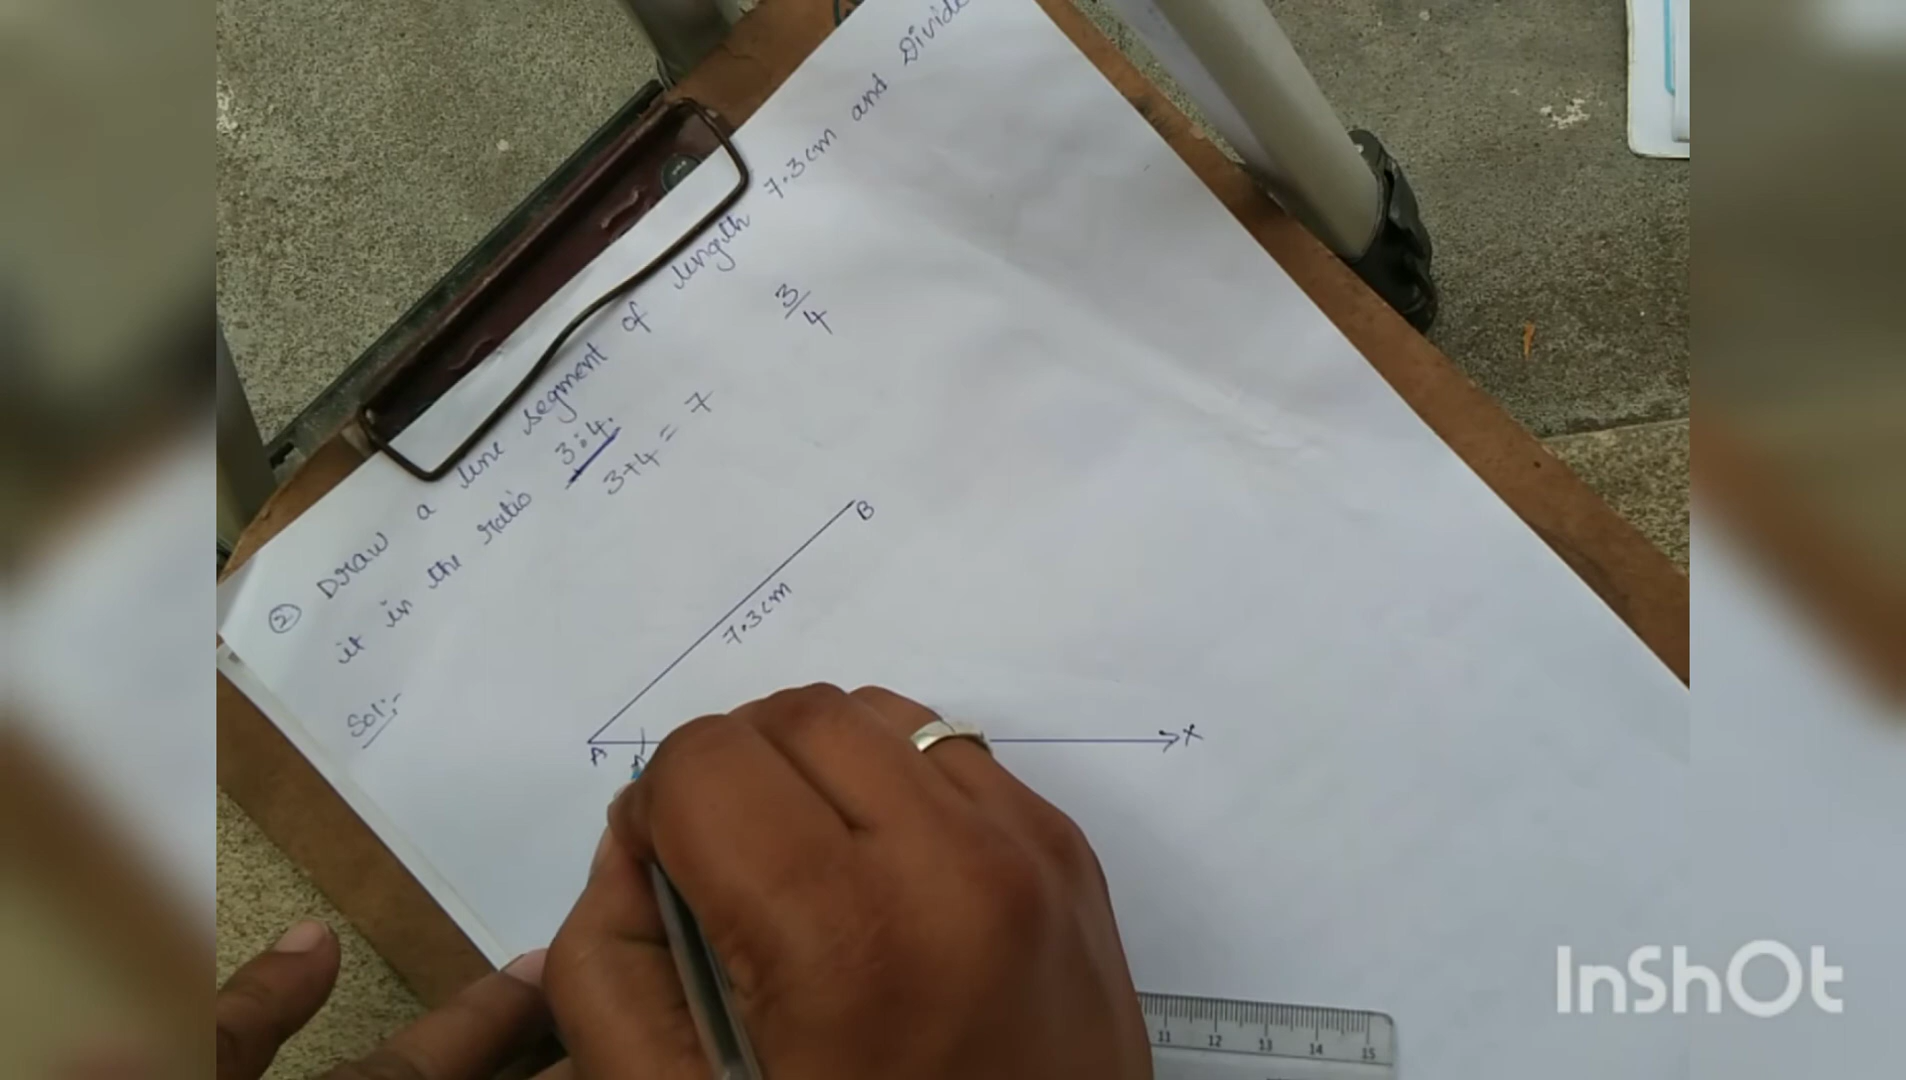 ② Draw a line segment of length 7.3cm and Divide
it in the ratio 3:4.
3+4 = 7
3/4
Sol:-
B
7.3cm
A
X
11 12 13 14 15
InShOt